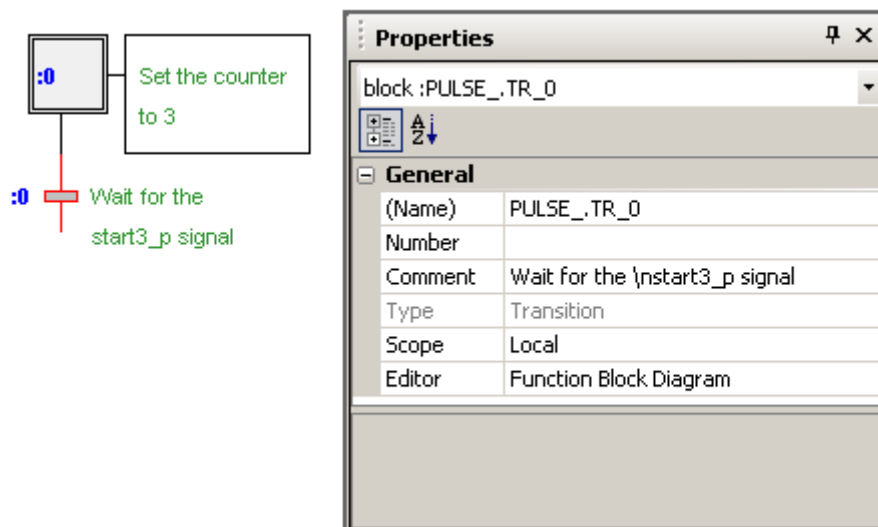 :0
Set the counter
to 3
:0
Wait for the
start3_p signal
Properties
block :PULSE_.TR_0
A
Z
General
(Name) PULSE_.TR_0
Number
Comment Wait for the \nstart3_p signal
Type Transition
Scope Local
Editor Function Block Diagram